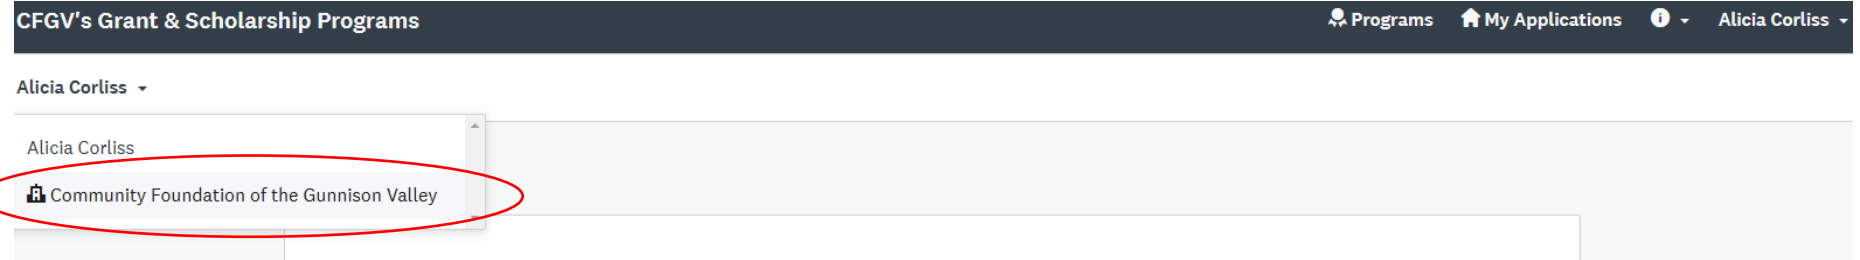 CFGV's Grant & Scholarship Programs Programs My Applications Alicia Corliss
Alicia Corliss
Alicia Corliss
Community Foundation of the Gunnison Valley